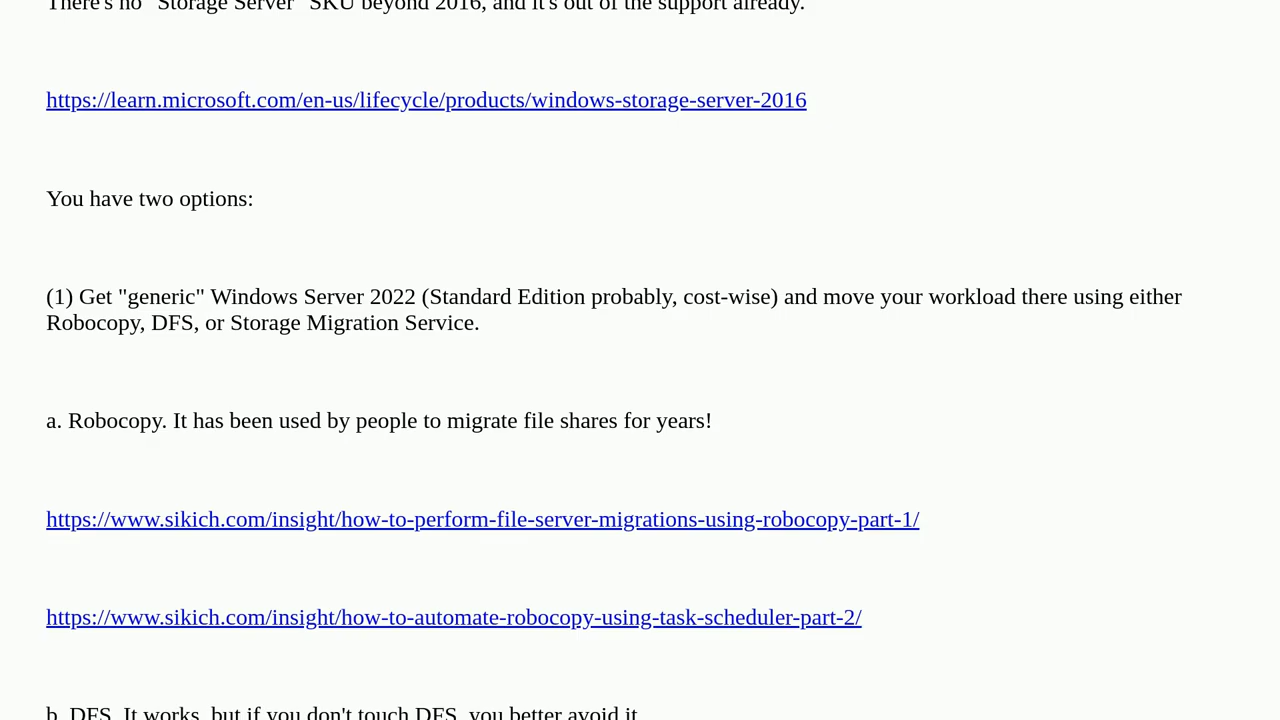 There's no "Storage Server" SKU beyond 2016, and it's out of the support already.
https://learn.microsoft.com/en-us/lifecycle/products/windows-storage-server-2016
You have two options:
(1) Get "generic" Windows Server 2022 (Standard Edition probably, cost-wise) and move your workload there using either
Robocopy, DFS, or Storage Migration Service.
a. Robocopy. It has been used by people to migrate file shares for years!
https://www.sikich.com/insight/how-to-perform-file-server-migrations-using-robocopy-part-1/
https://www.sikich.com/insight/how-to-automate-robocopy-using-task-scheduler-part-2/
b. DFS. It works, but if you don't touch DFS, you better avoid it.